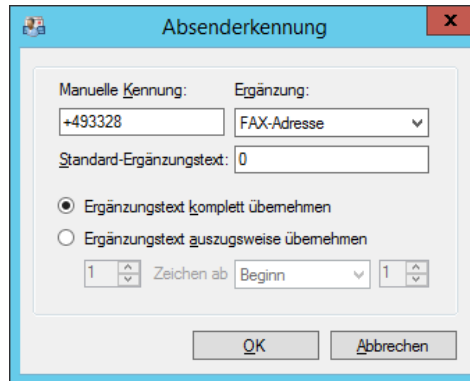 Absenderkennung
x
Manuelle Kennung: Ergänzung:
+493328 FAX-Adresse
Standard-Ergänzungstext: 0
Ergänzungstext komplett übernehmen
Ergänzungstext auszugsweise übernehmen
1 Zeichen ab Beginn 1
OK Abbrechen